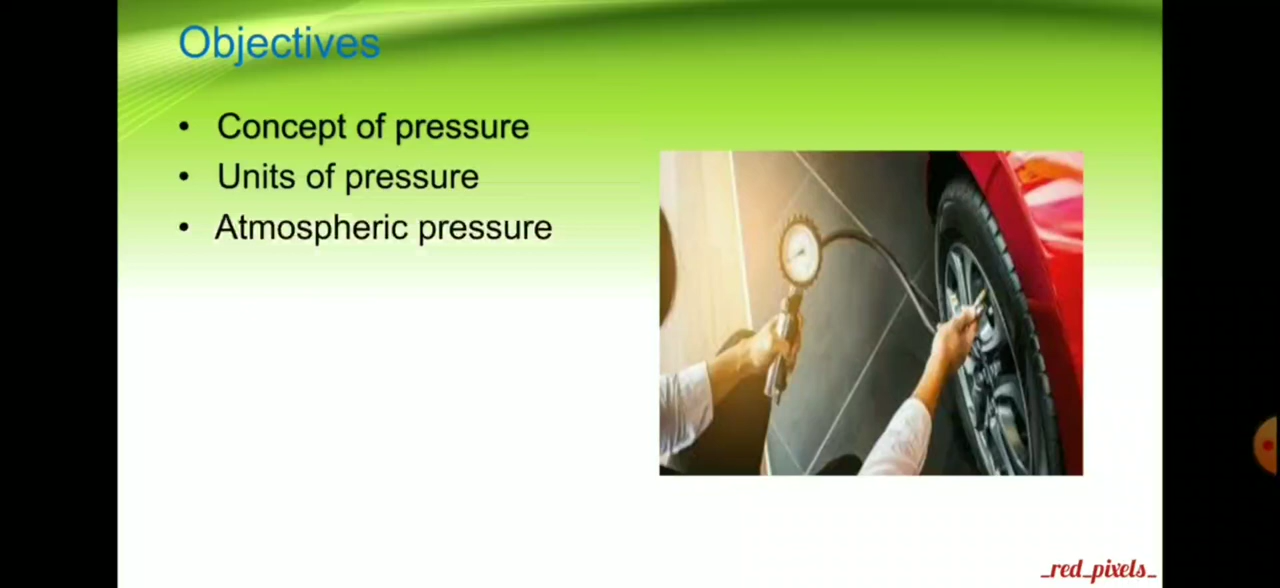 Objectives
• Concept of pressure
• Units of pressure
• Atmospheric pressure
_red_pixels_